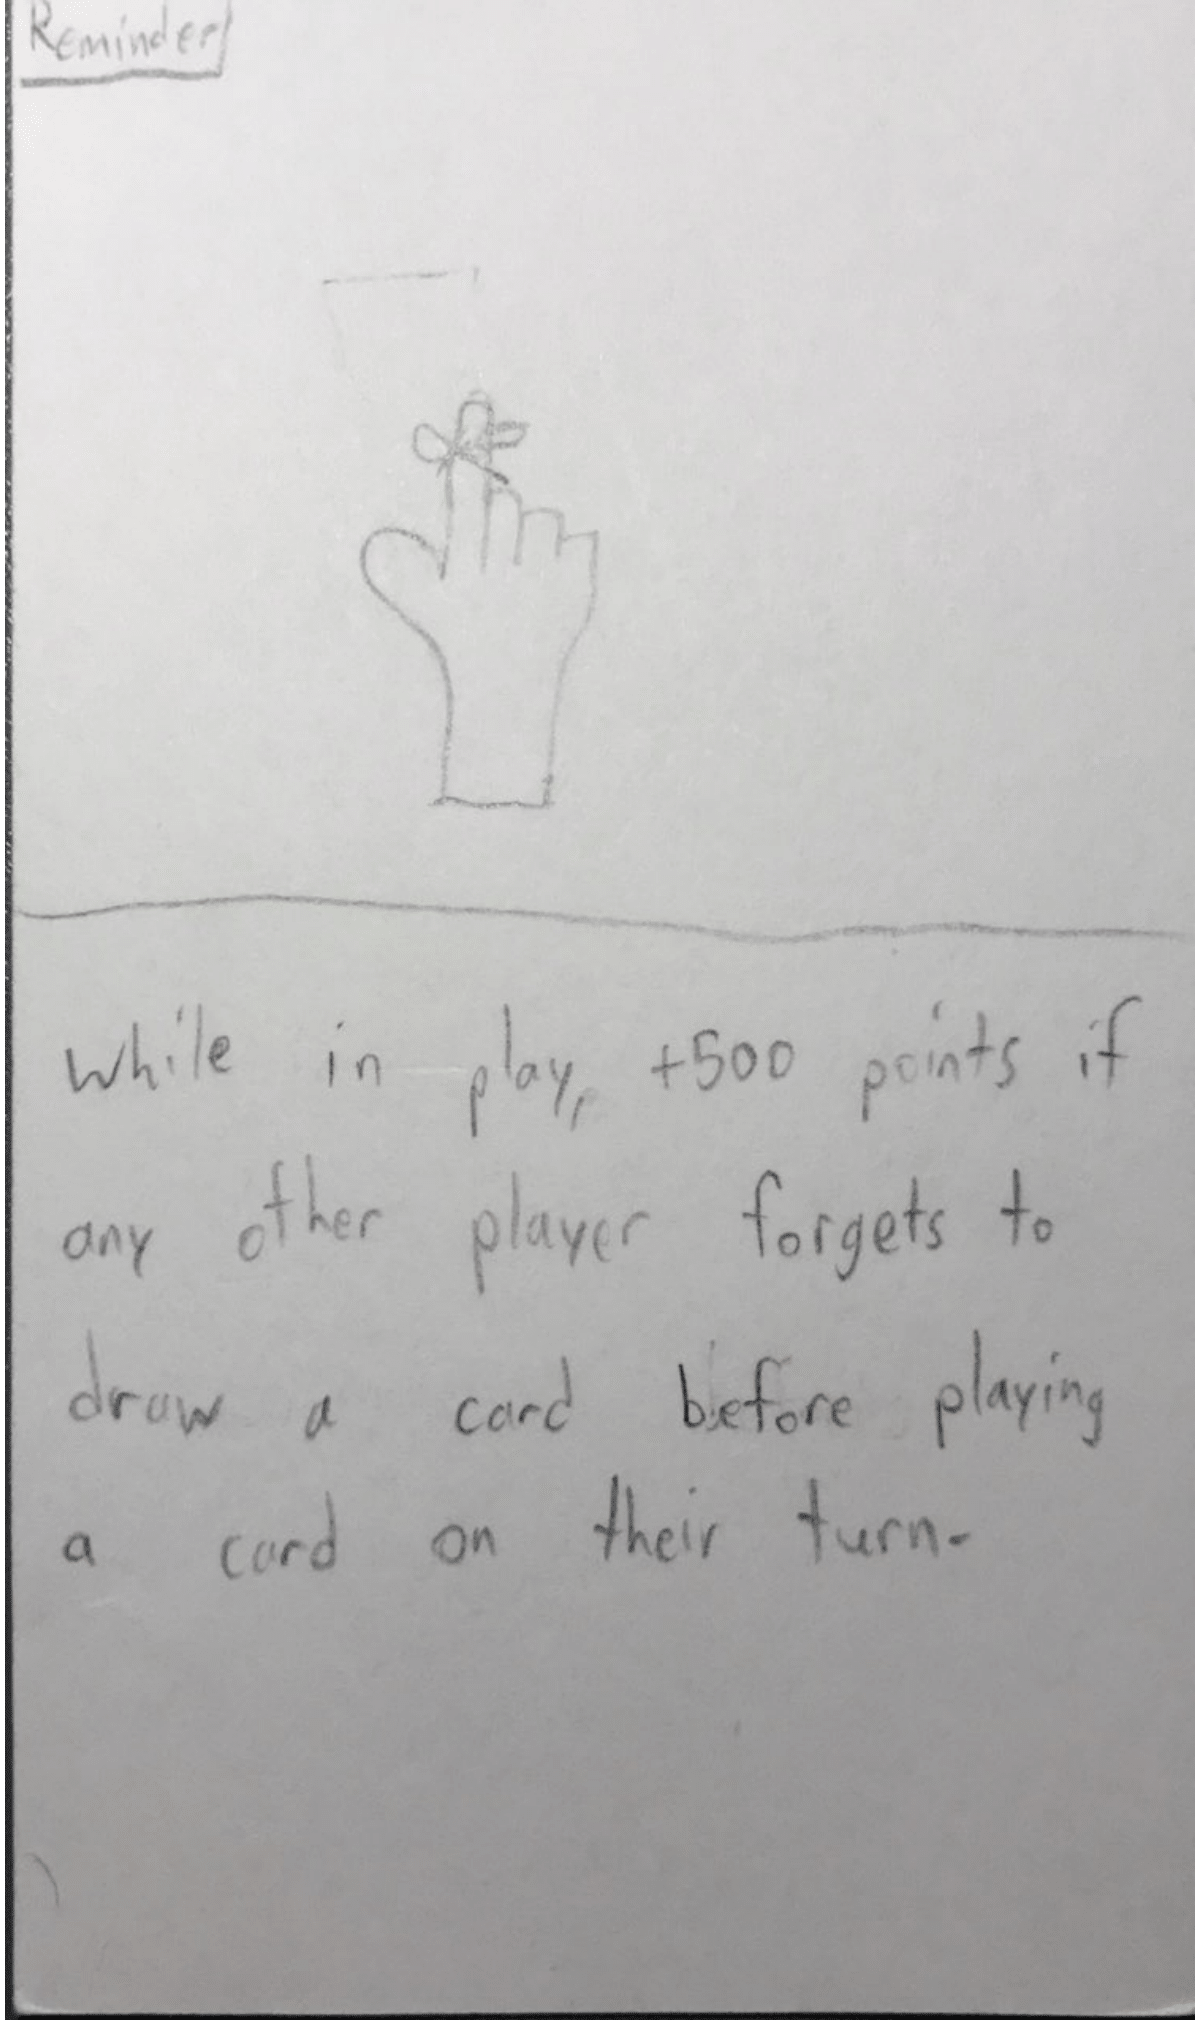 Reminder
While in play, +500 points if
any other player forgets to
draw a card before playing
a card on their turn.